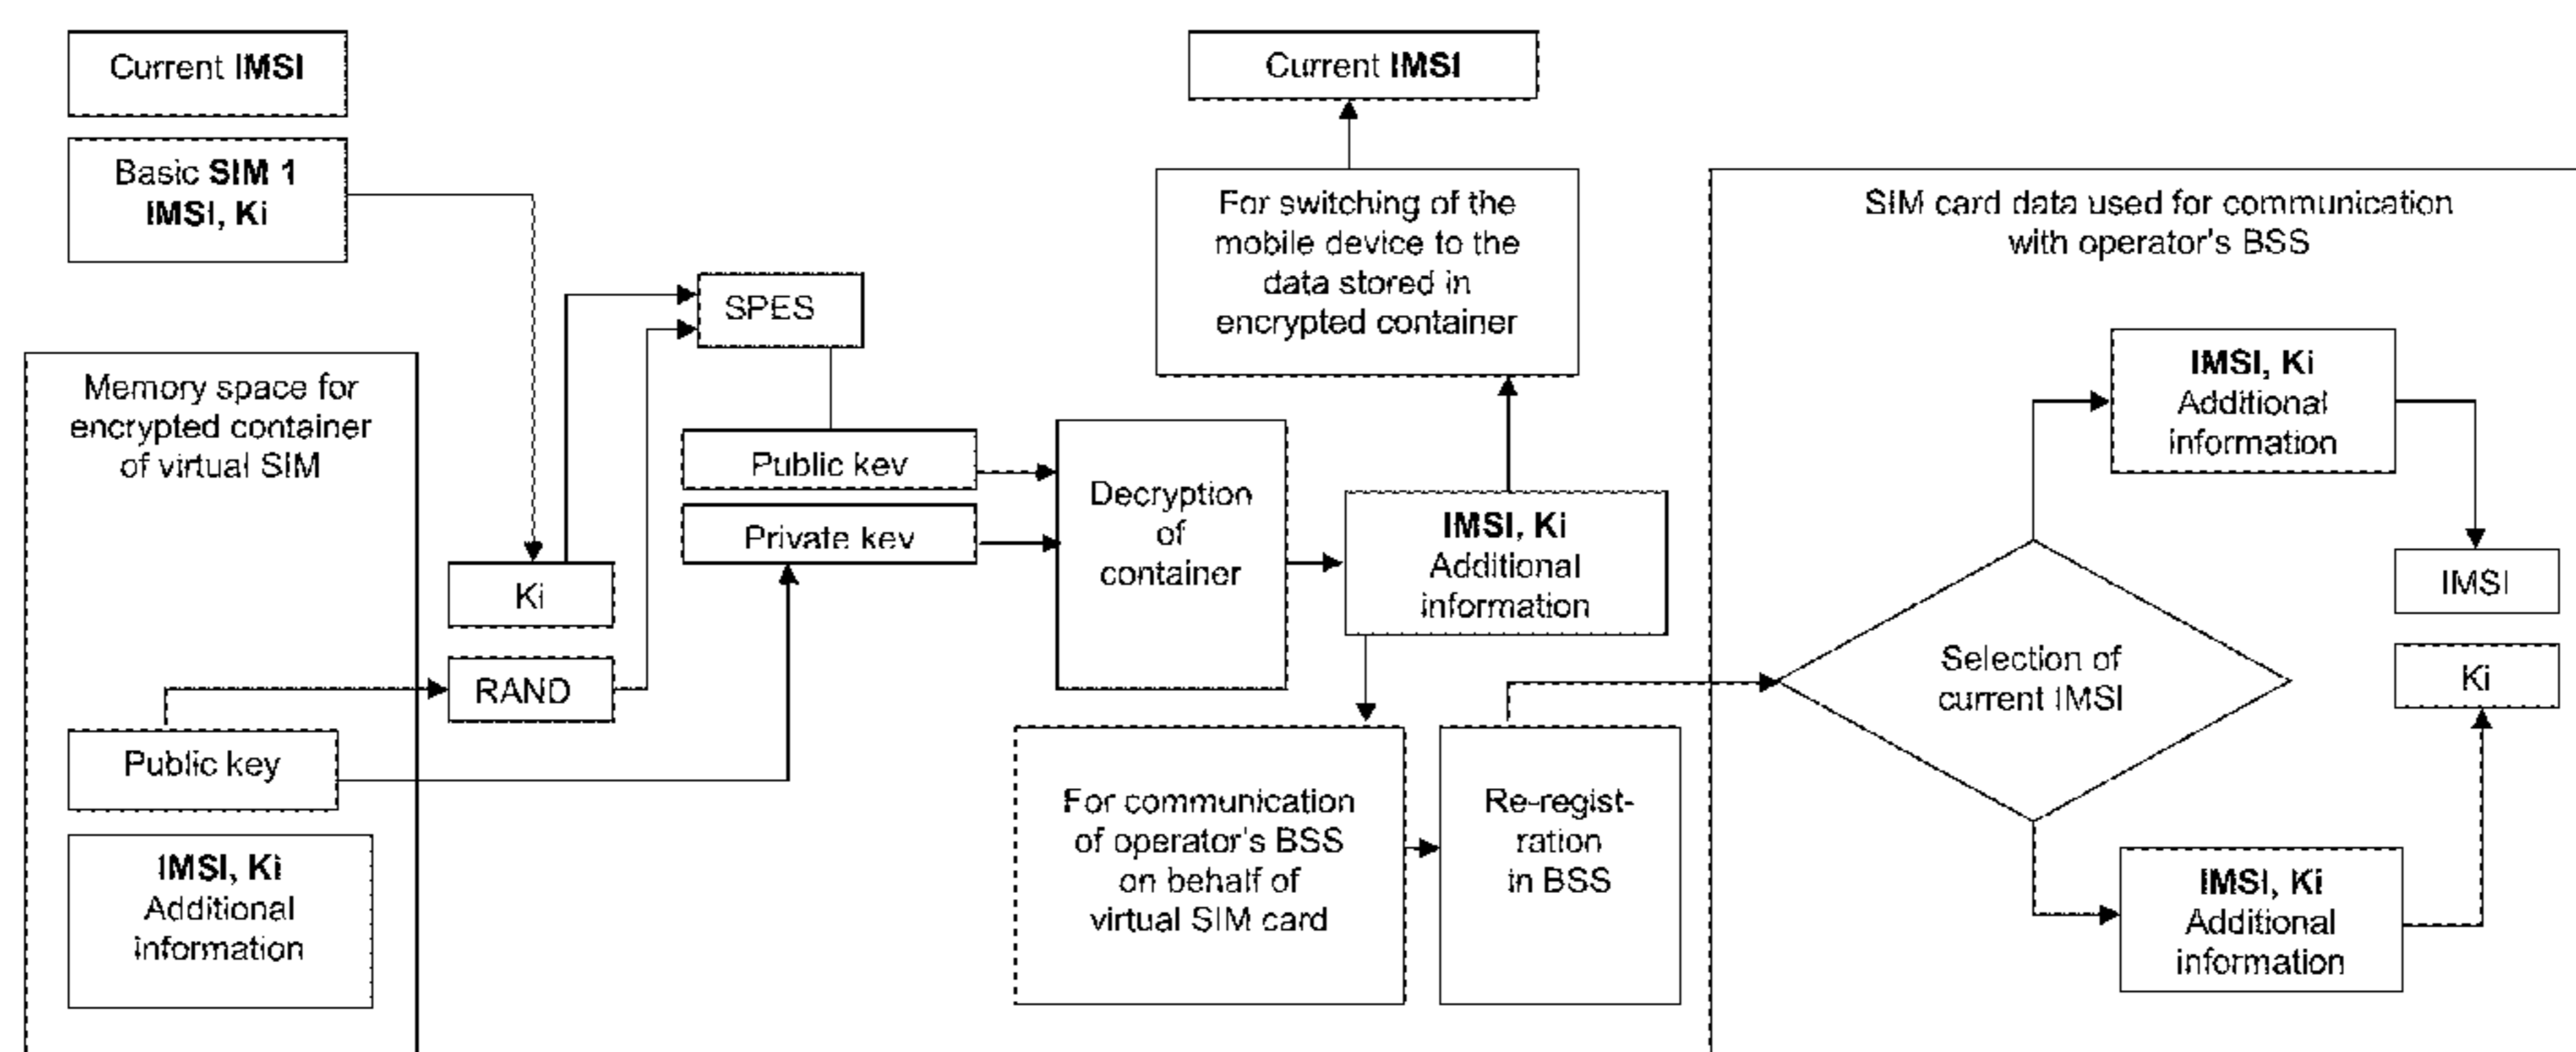 Current IMSI
Basic SIM 1
IMSI, Ki
Memory space for
encrypted container
of virtual SIM
Public key
IMSI, Ki
Additional
information
Ki
RAND
SPES
Public kev
Private kev
Decryption
of
container
Current IMSI
For switching of the
mobile device to the
data stored in
encrypted container
IMSI, Ki
Additional
information
For communication
of operator's BSS
on behalf of
virtual SIM card
Re-regist-
ration
in BSS
SIM card data used for communication
with operator's BSS
Selection of
current IMSI
IMSI, Ki
Additional
information
IMSI
Ki
IMSI, Ki
Additional
information